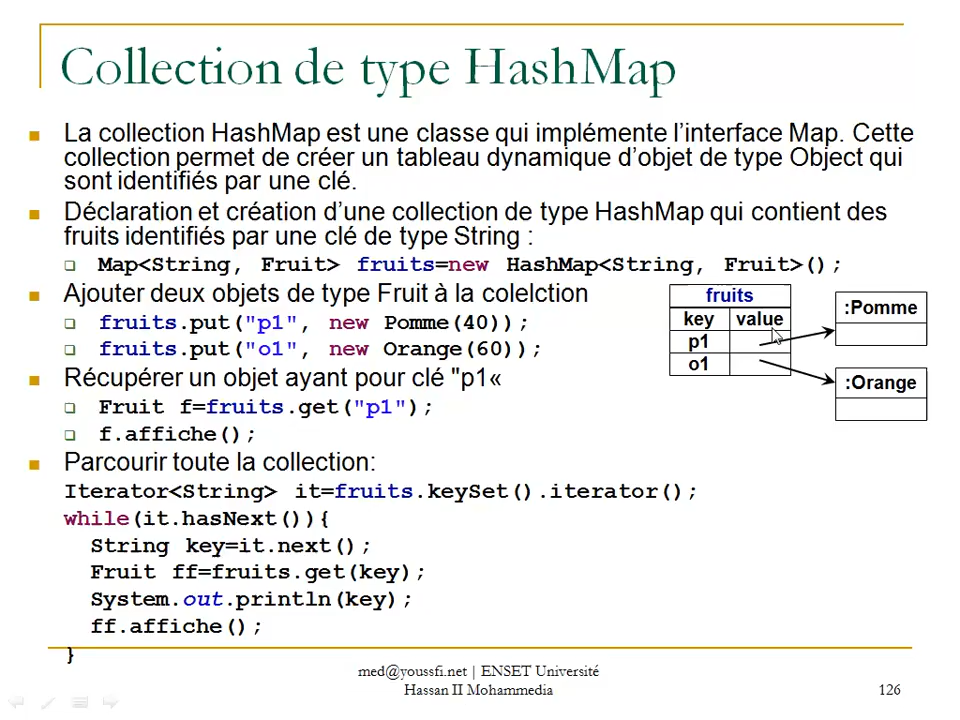 Collection de type HashMap
La collection HashMap est une classe qui implémente l’interface Map. Cette
collection permet de créer un tableau dynamique d’objet de type Object qui
sont identifiés par une clé.
Déclaration et création d’une collection de type HashMap qui contient des
fruits identifiés par une clé de type String :
Map<String, Fruit> fruits=new HashMap<String, Fruit>();
Ajouter deux objets de type Fruit à la colelction
fruits.put("p1", new Pomme(40));
fruits.put("o1", new Orange(60));
Récupérer un objet ayant pour clé "p1«
Fruit f=fruits.get("p1");
f.affiche();
Parcourir toute la collection:
Iterator<String> it=fruits.keySet().iterator();
while(it.hasNext()){
String key=it.next();
Fruit ff=fruits.get(key);
System.out.println(key);
ff.affiche();
}
fruits
key value
p1
o1
:Pomme
:Orange
med@youssfi.net | ENSET Université
Hassan II Mohammedia
126